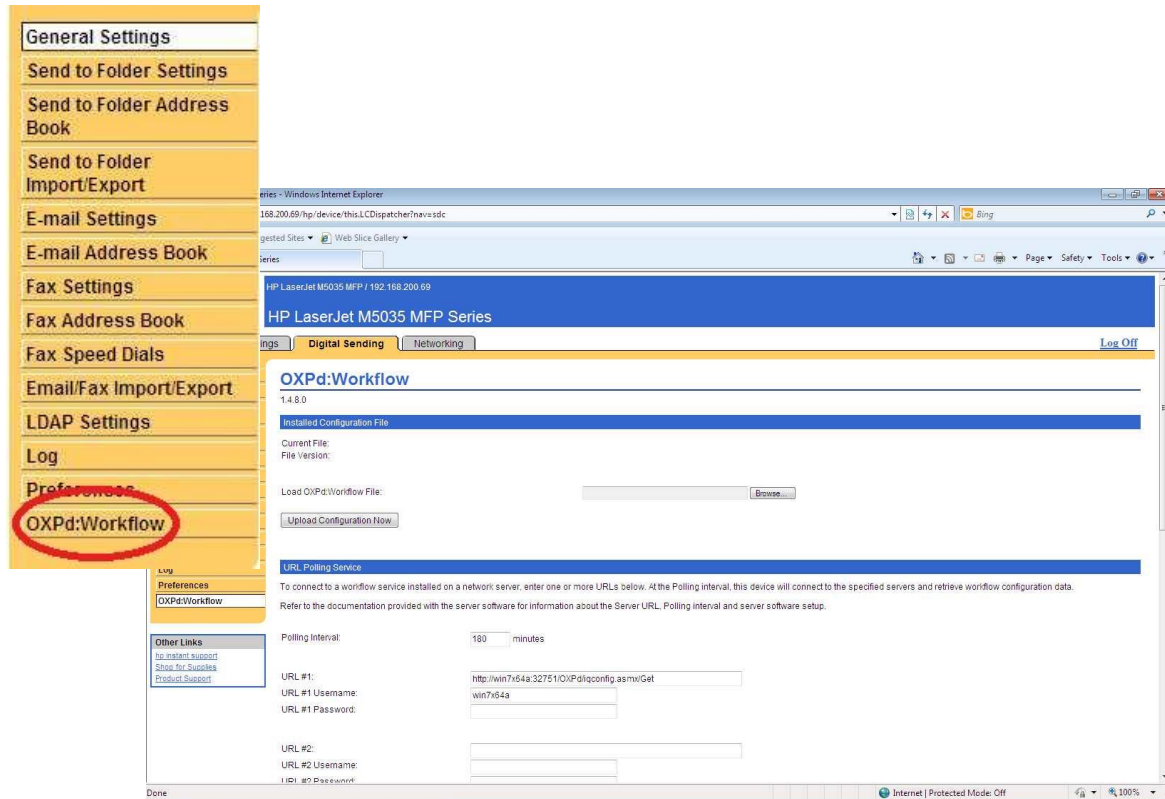 General Settings
Send to Folder Settings
Send to Folder Address
Book
Send to Folder
Import/Export
E-mail Settings
E-mail Address Book
Fax Settings
Fax Address Book
Fax Speed Dials
Email/Fax Import/Export
LDAP Settings
Log
Preferences
OXPd:Workflow
eries - Windows Internet Explorer
168.200.69/hp/device/this.LCDispatcher?nav=sdc
Bing
gested Sites Web Slice Gallery
Series
Page Safety Tools
HP LaserJet M5035 MFP / 192.168.200.69
HP LaserJet M5035 MFP Series
ings Digital Sending Networking Log Off
OXPd:Workflow
1.4.8.0
Installed Configuration File
Current File:
File Version:
Load OXPd:Workflow File: Browse...
Upload Configuration Now
Log
Preferences
OXPd:Workflow
Other Links
hp instant support
Shop for Supplies
Product Support
URL Polling Service
To connect to a workflow service installed on a network server, enter one or more URLs below. At the Polling interval, this device will connect to the specified servers and retrieve workflow configuration data.
Refer to the documentation provided with the server software for information about the Server URL, Polling interval and server software setup.
Polling Interval: 180 minutes
URL #1: http://win7x64a:32751/OXPd/iqconfig.asmx/Get
URL #1 Username: win7x64a
URL #1 Password:
URL #2:
URL #2 Username:
URL #2 Password:
Done Internet | Protected Mode: Off 100%